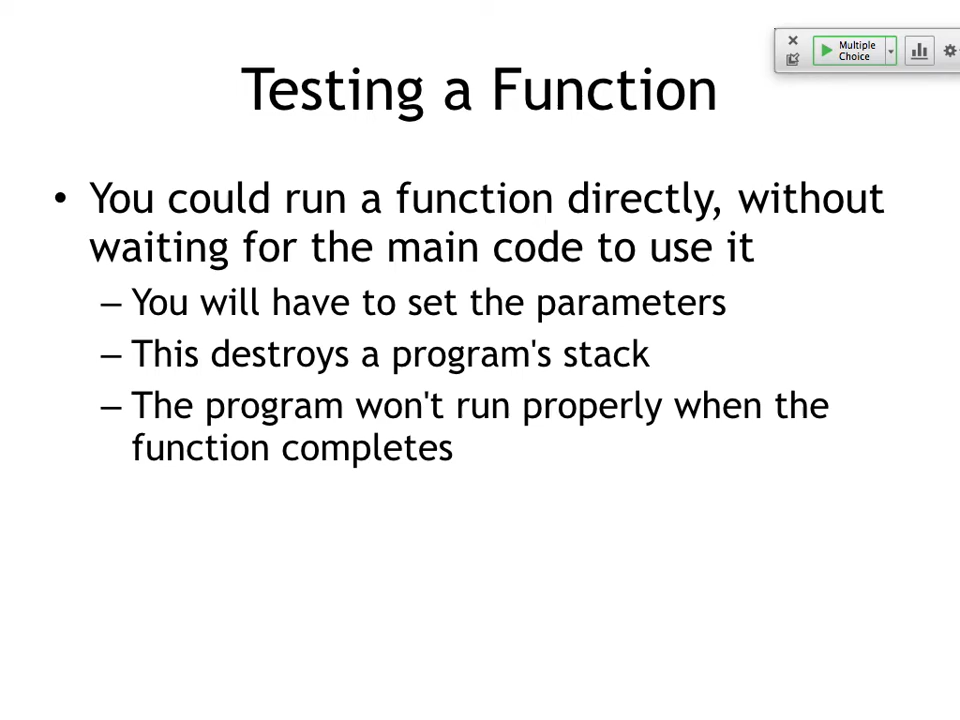 Multiple
Choice
Testing a Function
• You could run a function directly, without
waiting for the main code to use it
– You will have to set the parameters
– This destroys a program's stack
– The program won't run properly when the
function completes